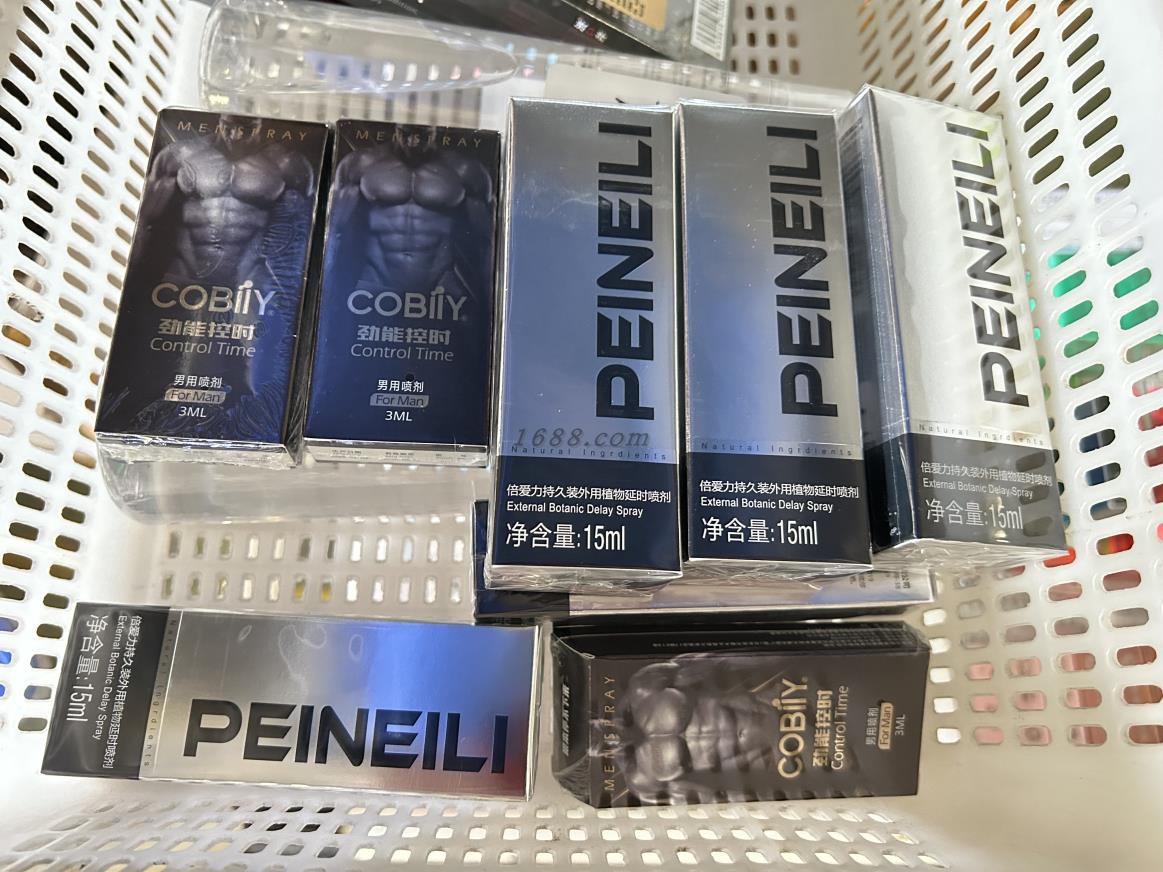 MENSPRAY
COBIIY
劲能控时
Control Time
男用喷剂
For Man
3ML
MENSPRAY
COBIIY
劲能控时
Control Time
男用喷剂
For Man
3ML
PEINEILI
1688.com
Natural Ingrdients
倍爱力持久装外用植物延时喷剂
External Botanic Delay Spray
净含量:15ml
PEINEILI
Natural Ingrdients
倍爱力持久装外用植物延时喷剂
External Botanic Delay Spray
净含量:15ml
PEINEILI
Natural Ingrdients
倍爱力持久装外用植物延时喷剂
External Botanic Delay Spray
净含量:15ml
PEINEILI
Natural Ingrdients
倍爱力持久装外用植物延时喷剂
External Botanic Delay Spray
净含量:15ml
MENSPRAY
COBIIY
劲能控时
Control Time
男用喷剂
For Man
3ML